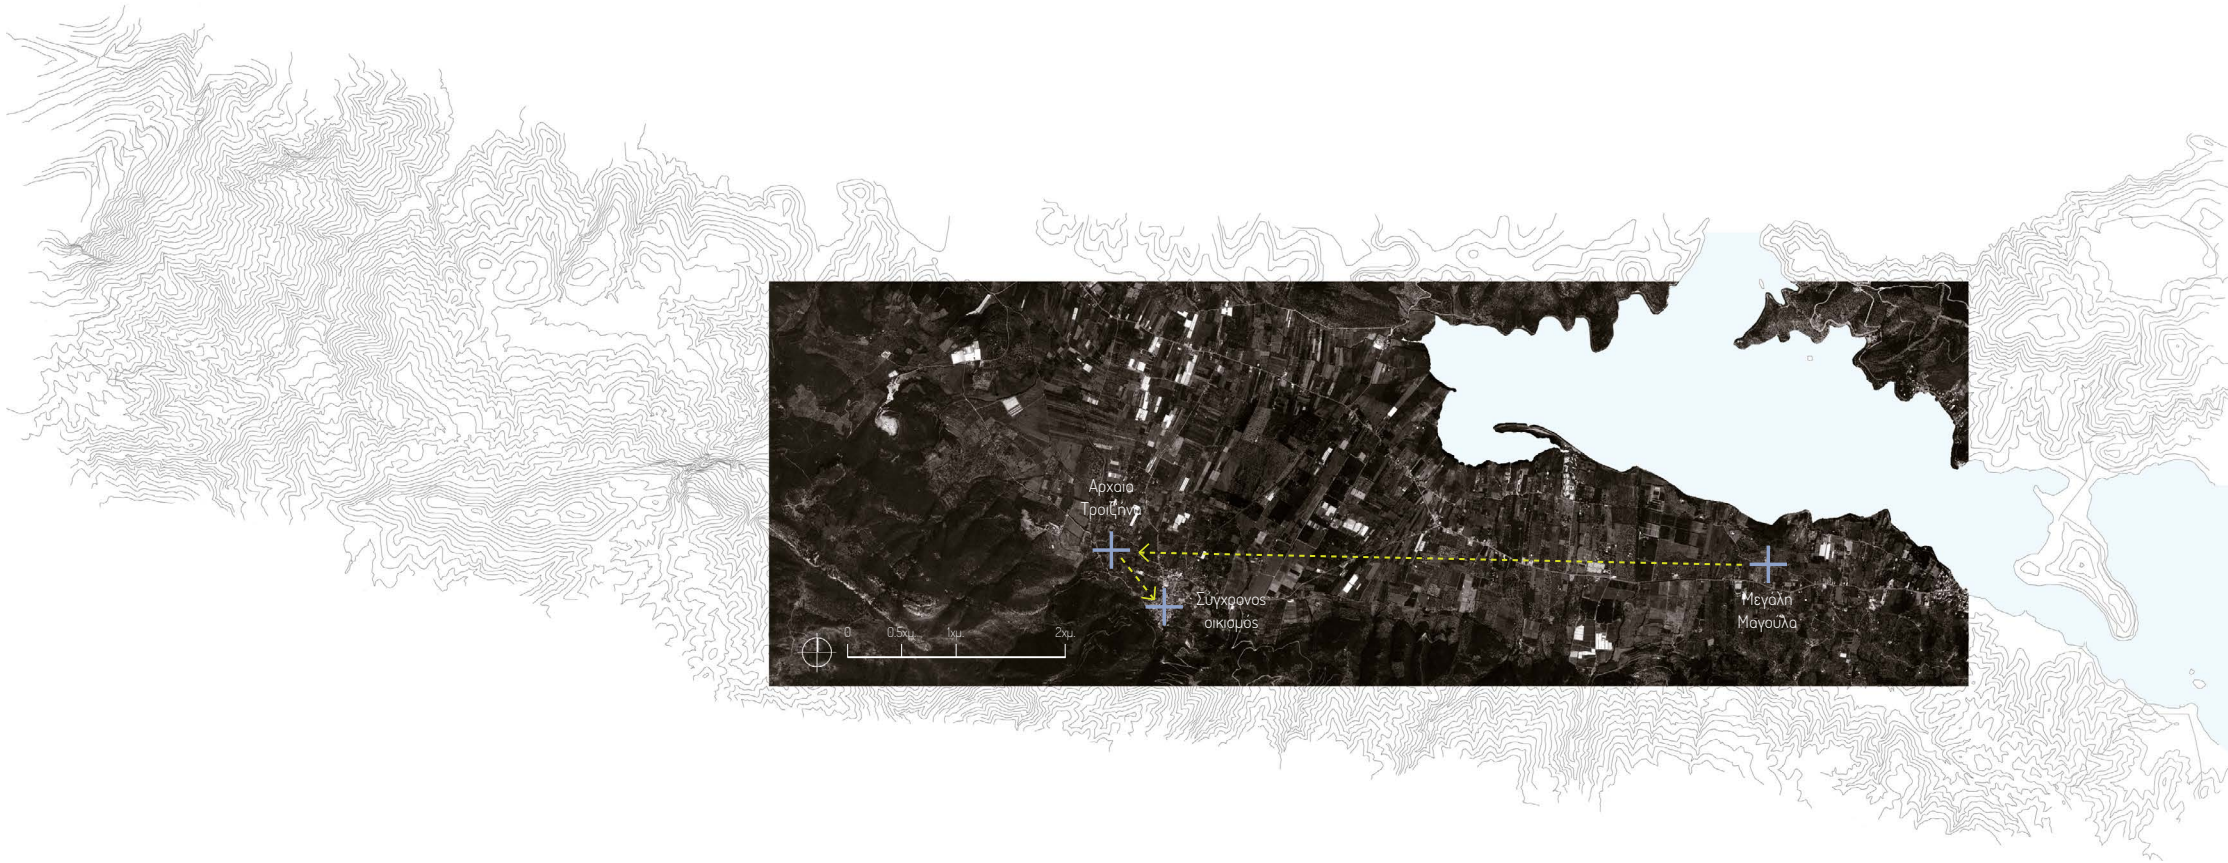 Αρχαία
Τροιζήνα
Σύγχρονος
οικισμός
Μεγάλη
Μαγούλα
0 0.5χμ. 1χμ. 2χμ.